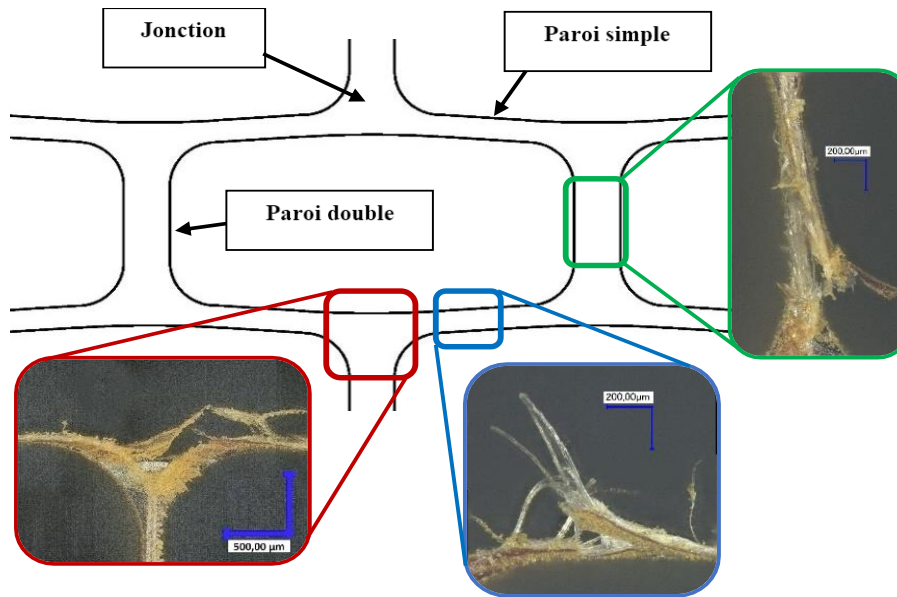 Jonction
Paroi simple
200,00µm
Paroi double
200,00µm
500,00 µm